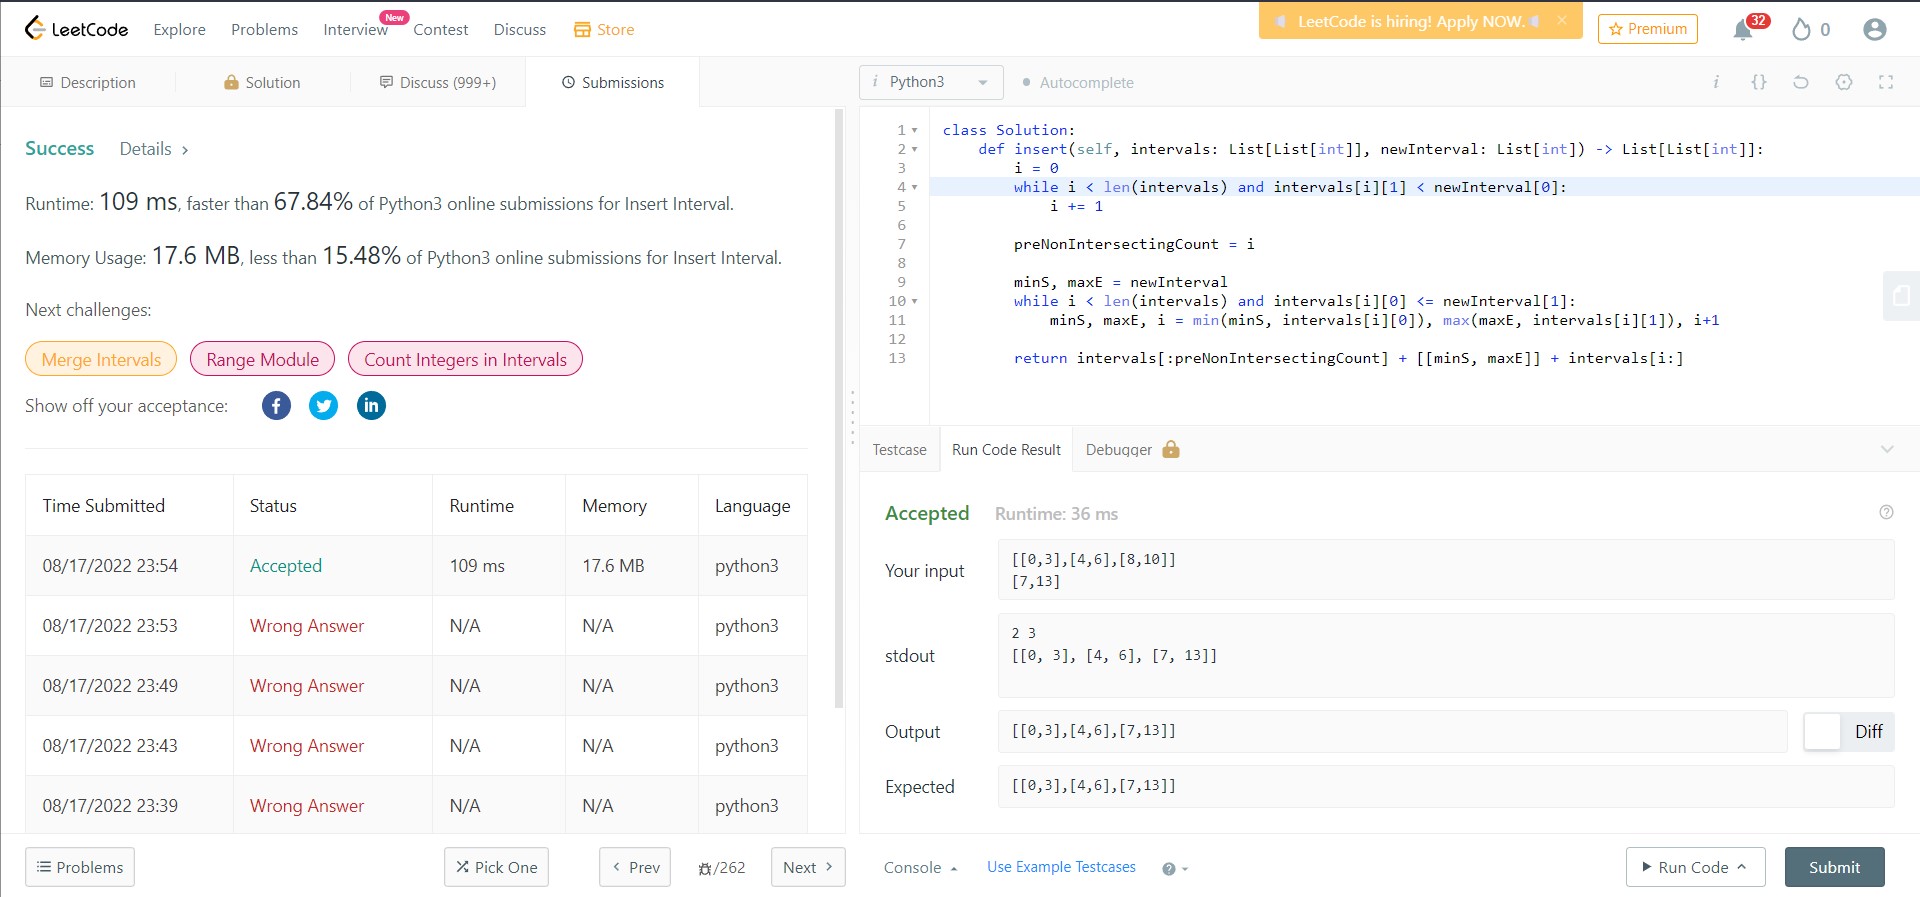 LeetCode Explore Problems Interview New Contest Discuss Store LeetCode is hiring! Apply NOW. × Premium 32 0
Description Solution Discuss (999+) Submissions
Success Details >
Runtime: 109 ms, faster than 67.84% of Python3 online submissions for Insert Interval.
Memory Usage: 17.6 MB, less than 15.48% of Python3 online submissions for Insert Interval.
Next challenges:
Merge Intervals Range Module Count Integers in Intervals
Show off your acceptance: f in
Time Submitted Status Runtime Memory Language
08/17/2022 23:54 Accepted 109 ms 17.6 MB python3
08/17/2022 23:53 Wrong Answer N/A N/A python3
08/17/2022 23:49 Wrong Answer N/A N/A python3
08/17/2022 23:43 Wrong Answer N/A N/A python3
08/17/2022 23:39 Wrong Answer N/A N/A python3
Problems Pick One < Prev /262 Next >
i Python3 Autocomplete i {}
1 class Solution:
2 def insert(self, intervals: List[List[int]], newInterval: List[int]) -> List[List[int]]:
3 i = 0
4 while i < len(intervals) and intervals[i][1] < newInterval[0]:
5 i += 1
6
7 preNonIntersectingCount = i
8
9 minS, maxE = newInterval
10 while i < len(intervals) and intervals[i][0] <= newInterval[1]:
11 minS, maxE, i = min(minS, intervals[i][0]), max(maxE, intervals[i][1]), i+1
12
13 return intervals[:preNonIntersectingCount] + [[minS, maxE]] + intervals[i:]
Testcase Run Code Result Debugger
Accepted Runtime: 36 ms ?
Your input
[[0,3],[4,6],[8,10]]
[7,13]
stdout
2 3
[[0, 3], [4, 6], [7, 13]]
Output [[0,3],[4,6],[7,13]] Diff
Expected [[0,3],[4,6],[7,13]]
Console Use Example Testcases ? Run Code Submit